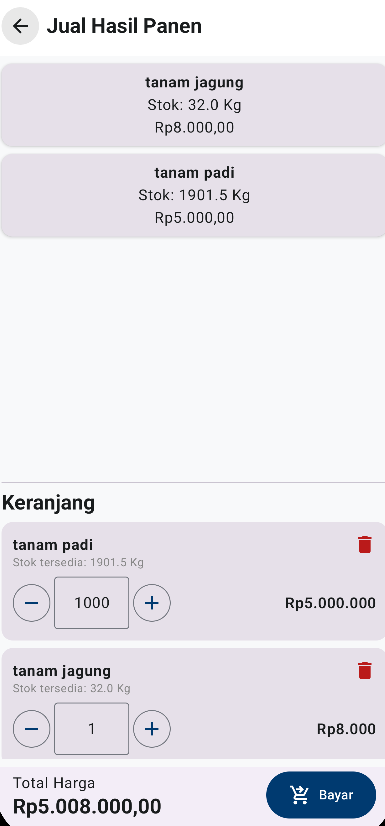 Jual Hasil Panen
tanam jagung
Stok: 32.0 Kg
Rp8.000,00
tanam padi
Stok: 1901.5 Kg
Rp5.000,00
Keranjang
tanam padi
Stok tersedia: 1901.5 Kg
1000
Rp5.000.000
tanam jagung
Stok tersedia: 32.0 Kg
1
Rp8.000
Total Harga
Rp5.008.000,00
Bayar